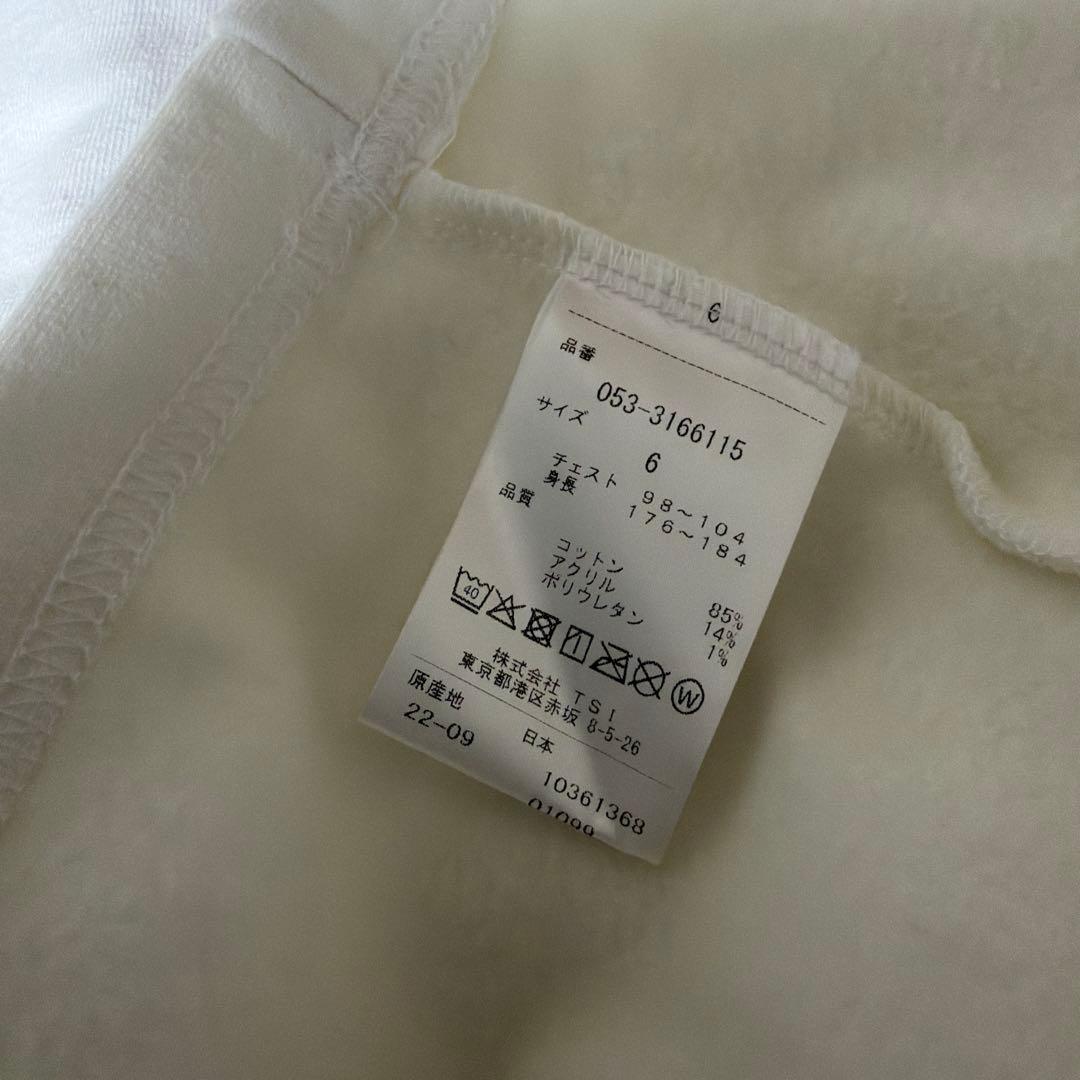 6
品番
053-3166115
サイズ
6
チェスト 98～104
身長 176～184
品質
コットン 85%
アクリル 14%
ポリウレタン 1%
40
W
株式会社 TSI
東京都港区赤坂 8-5-26
原産地 日本
22-09
10361368
01099